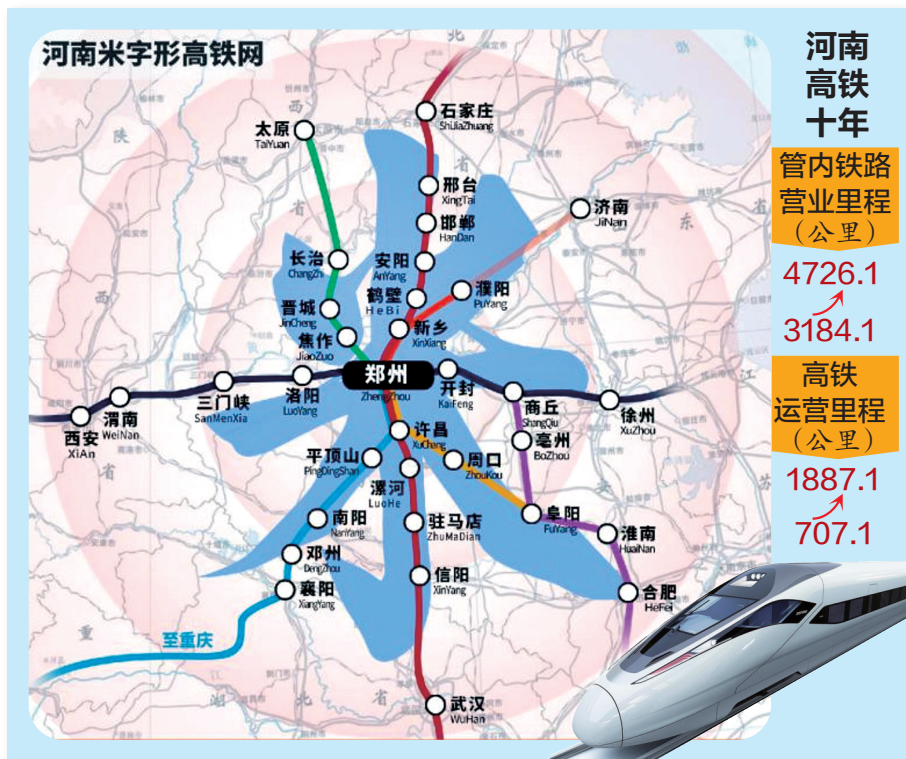 河南米字形高铁网
石家庄
ShiJiaZhuang
太原
TaiYuan
邢台
XingTai
济南
JiNan
邯郸
HanDan
长治
ChangZhi
安阳
AnYang
鹤壁
HeBi
濮阳
PuYang
晋城
JinCheng
新乡
XinXiang
焦作
JiaoZuo
郑州
ZhengZhou
开封
KaiFeng
洛阳
LuoYang
三门峡
SanMenXia
渭南
WeiNan
西安
XiAn
商丘
ShangQiu
徐州
XuZhou
许昌
XuChang
亳州
BoZhou
平顶山
PingDingShan
周口
ZhouKou
漯河
LuoHe
南阳
NanYang
驻马店
ZhuMaDian
阜阳
FuYang
淮南
HuaiNan
邓州
DengZhou
襄阳
XiangYang
信阳
XinYang
合肥
HeFei
至重庆
武汉
WuHan
河南
高铁
十年
管内铁路
营业里程
(公里)
4726.1
3184.1
高铁
运营里程
(公里)
1887.1
707.1